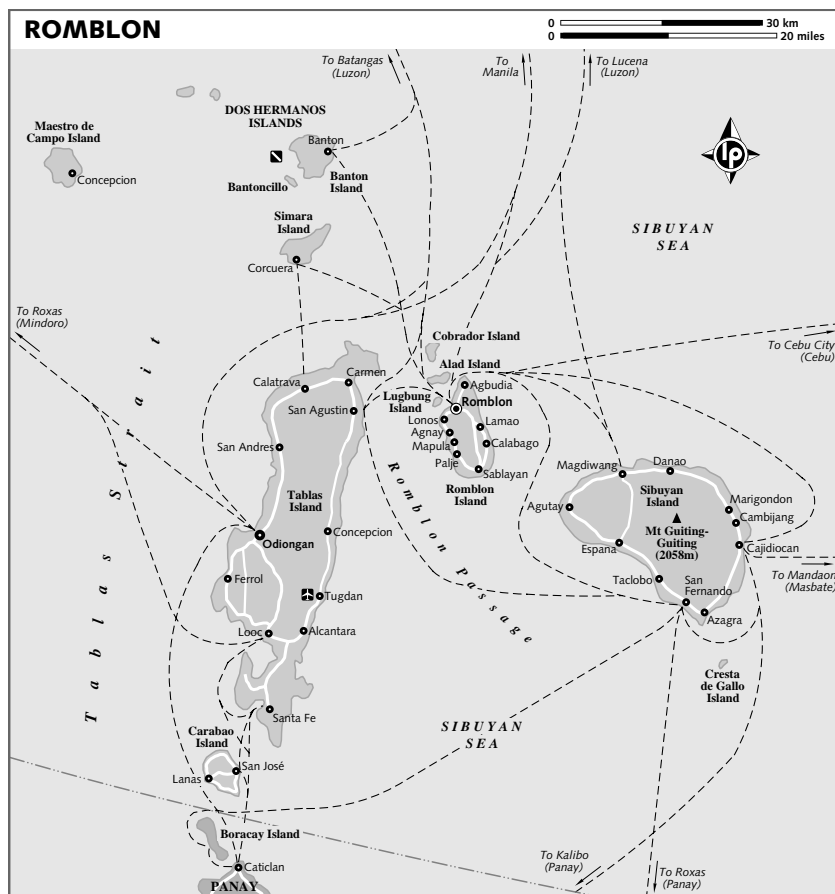 ROMBLON
0 30 km
0 20 miles
To Batangas
(Luzon)
To
Manila
To Lucena
(Luzon)
DOS HERMANOS
ISLANDS
Maestro de
Campo Island
Concepcion
Banton
Bantoncillo
Banton
Island
lp
Simara
Island
Corcuera
SIBUYAN
SEA
To Roxas
(Mindoro)
Tablas Strait
Cobrador Island
Alad Island
To Cebu City
(Cebu)
Calatrava
Carmen
San Agustin
Lugbung
Island
Agbudia
Romblon
Lonos
Agnay
Mapula
Palje
Lamao
Calabago
Sablayan
Romblon
Island
San Andres
Tablas
Island
Romblon Passage
Magdiwang
Danao
Sibuyan
Island
Agutay
Marigondon
Cambijang
Mt Guiting-
Guiting
(2058m)
Cajidiocan
Espana
Odiongan
Concepcion
Taclobo
San
Fernando
Azagra
To Mandaon
(Masbate)
Ferrol
Tugdan
Looc
Alcantara
Cresta
de Gallo
Island
Santa Fe
SIBUYAN
SEA
Carabao
Island
San José
Lanas
Boracay Island
Caticlan
PANAY
To Kalibo
(Panay)
To Roxas
(Panay)